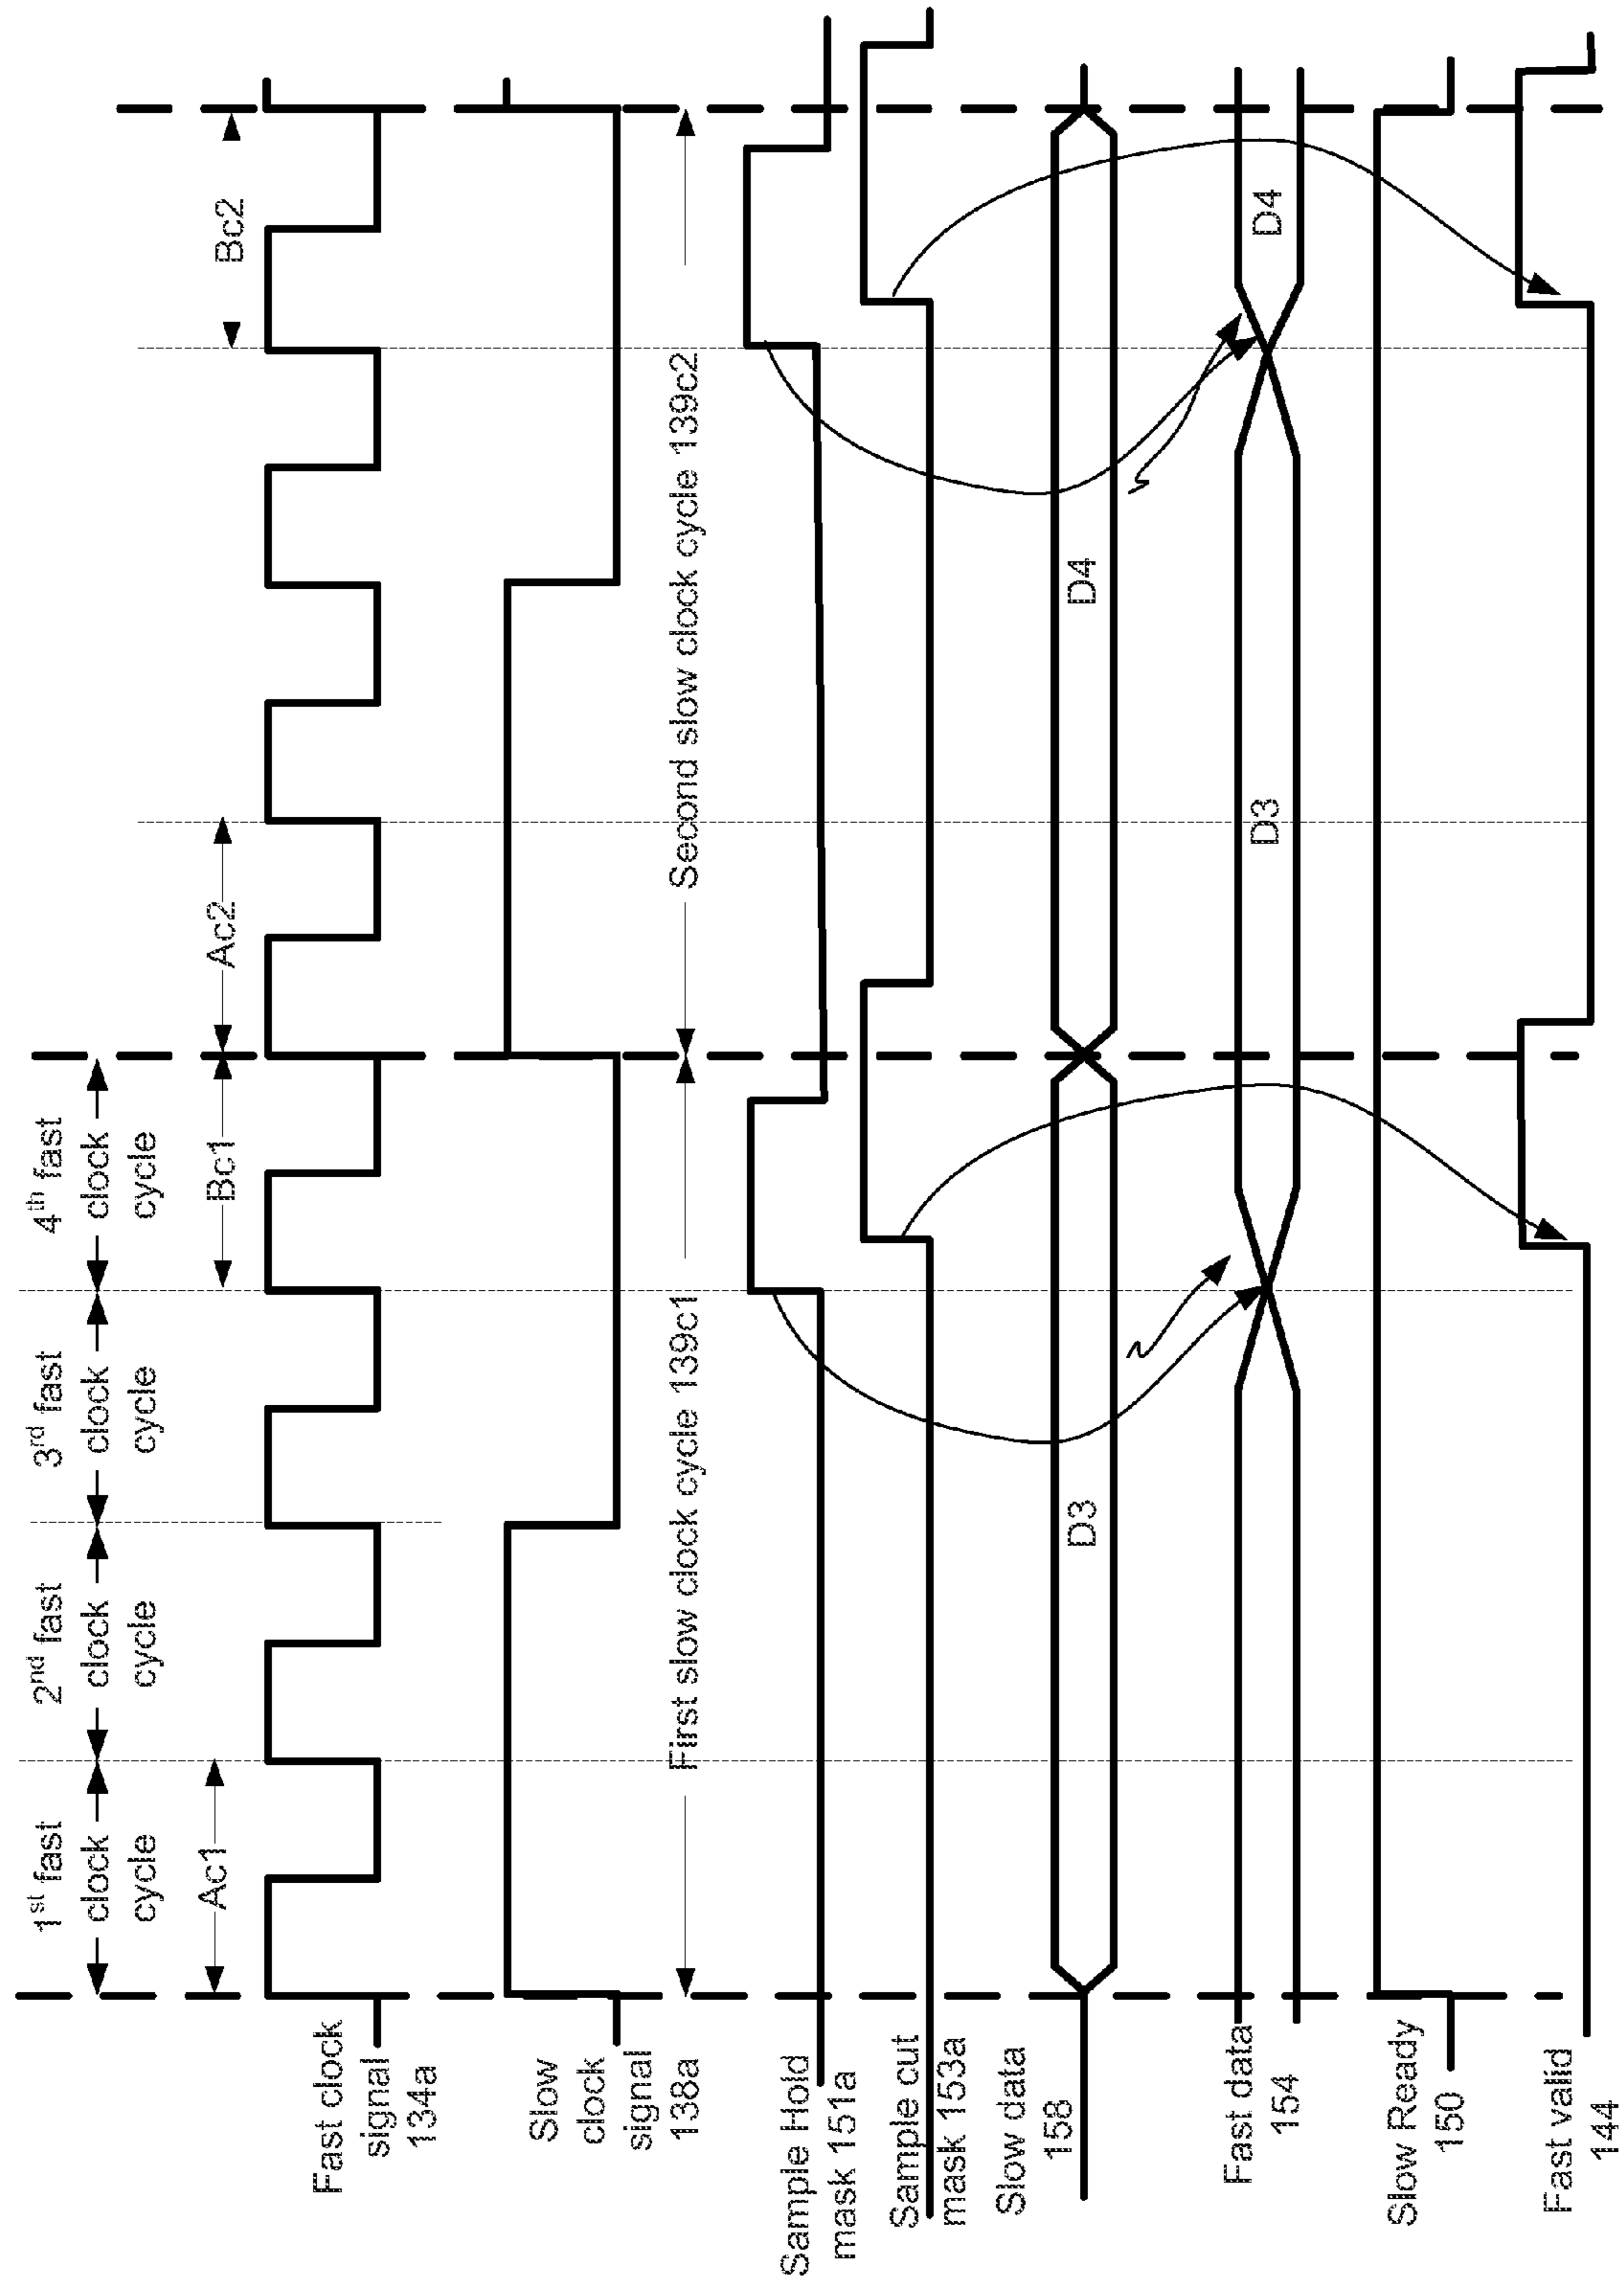 1st fast
clock
cycle
2nd fast
clock
cycle
3rd fast
clock
cycle
4th fast
clock
cycle
Ac1
Bc1
Ac2
Bc2
Fast clock
signal
134a
Slow
clock
signal
138a
First slow clock cycle 139c1
Second slow clock cycle 139c2
Sample Hold
mask 151a
Sample cut
mask 153a
Slow data
158
D3
D4
Fast data
154
D3
D4
Slow Ready
150
Fast valid
144